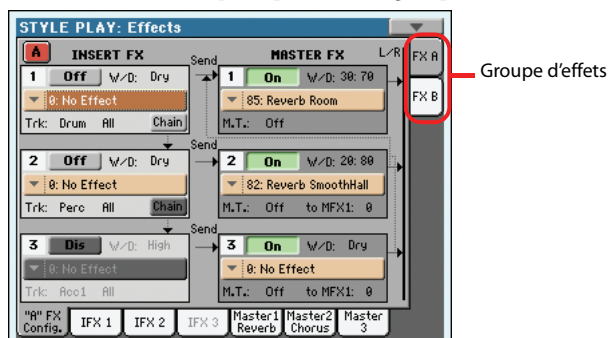 STYLE PLAY: Effects
A INSERT FX Send MASTER FX L/R FX A
1 Off W/D: Dry 1 On W/D: 30:70
0: No Effect 85: Reverb Room FX B
Trk: Drum All Chain M.T.: Off
Send
2 Off W/D: Dry 2 On W/D: 20:80
0: No Effect 82: Reverb SmoothHall
Trk: Perc All Chain M.T.: Off to MFX1: 0
Send
3 Dis W/D: High 3 On W/D: Dry
0: No Effect 0: No Effect
Trk: Acc1 All M.T.: Off to MFX1: 0
"A" FX Config. IFX 1 IFX 2 IFX 3 Master1 Reverb Master2 Chorus Master 3
Groupe d'effets